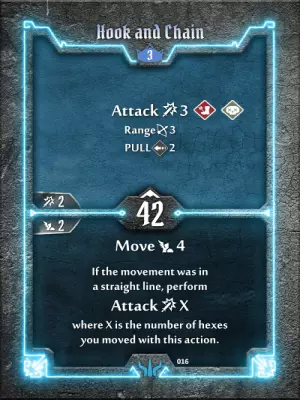 Hook and Chain
3
Attack 3
Range 3
PULL 2
2
42
2
Move 4
If the movement was in
a straight line, perform
Attack X
where X is the number of hexes
you moved with this action.
016